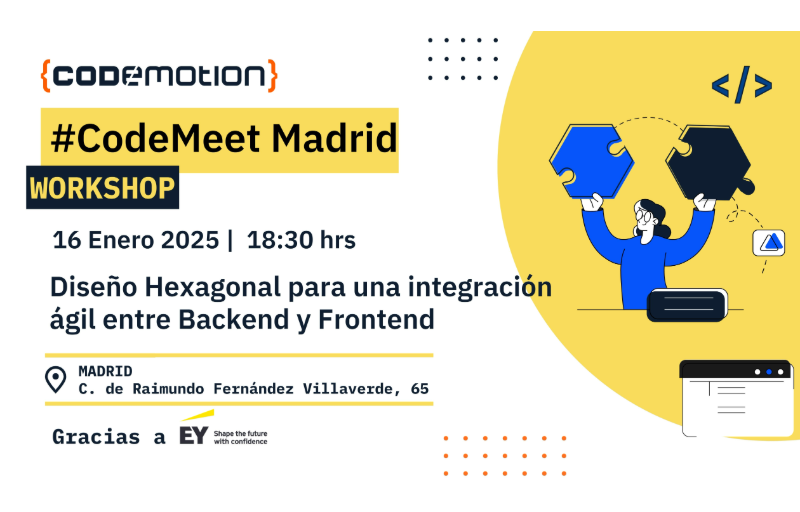 {CODEMOTION}
#CodeMeet Madrid
WORKSHOP
16 Enero 2025 | 18:30 hrs
Diseño Hexagonal para una integración
ágil entre Backend y Frontend
MADRID
C. de Raimundo Fernández Villaverde, 65
Gracias a EY
Shape the future
with confidence
</>